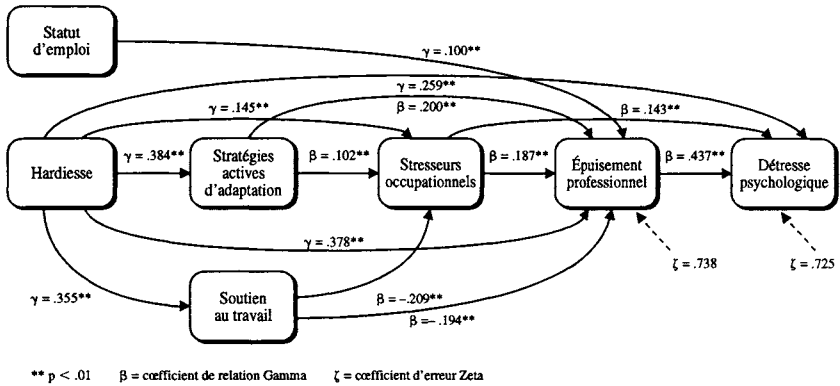 Statut
d'emploi
γ = .100**
γ = .259**
γ = .145**
β = .200**
β = .143**
Hardiesse
γ = .384**
Stratégies
actives
d'adaptation
β = .102**
Stresseurs
occupationnels
β = .187**
Épuisement
professionnel
β = .437**
Détresse
psychologique
γ = .378**
ζ = .738
ζ = .725
γ = .355**
Soutien
au travail
β = –.209**
β = – .194**
** p < .01 β = cœfficient de relation Gamma ζ = cœfficient d'erreur Zeta